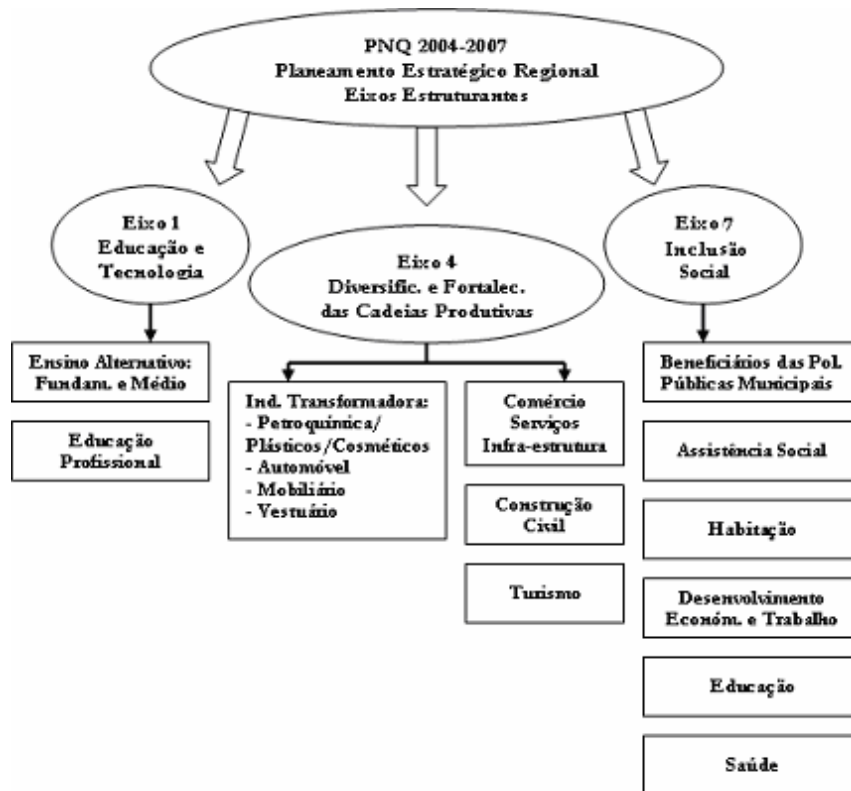 PNQ 2004-2007
Planeamento Estratégico Regional
Eixos Estruturantes
Eixo 1
Educação e
Tecnologia
Eixo 4
Diversific. e Fortalec.
das Cadeias Produtivas
Eixo 7
Inclusão
Social
Ensino Alternativo:
Fundam. e Médio
Educação
Profissional
Ind. Transformadora:
- Petroquímica/
Plásticos/Cosméticos
- Automóvel
- Mobiliário
- Vestuário
Comércio
Serviços
Infra-estrutura
Construção
Civil
Turismo
Beneficiários das Pol.
Públicas Municipais
Assistência Social
Habitação
Desenvolvimento
Económ. e Trabalho
Educação
Saúde